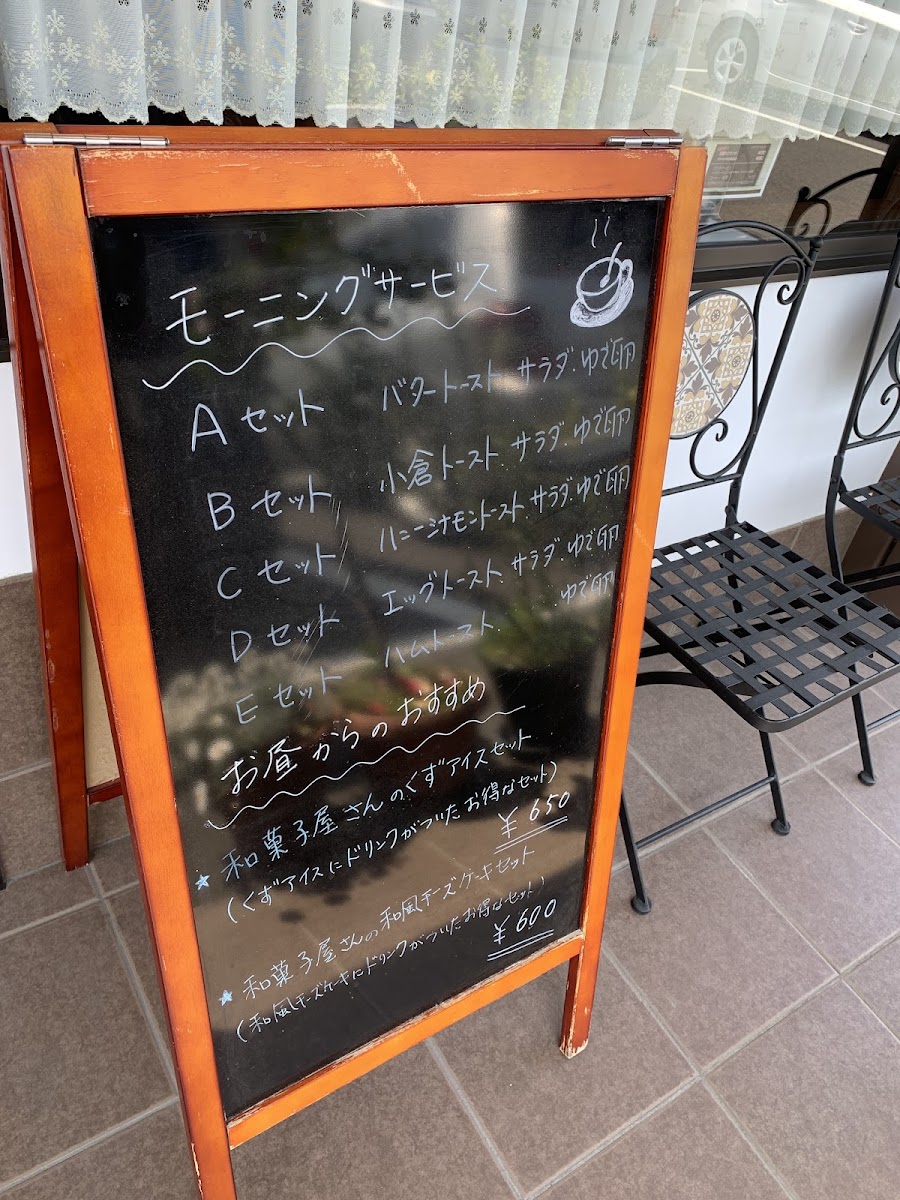 モーニングサービス
Aセット バタートースト サラダ.ゆで卵
Bセット 小倉トースト サラダ.ゆで卵
Cセット ハニーシナモントースト.サラダ.ゆで卵
Dセット エッグトースト サラダ.ゆで卵
Eセット ハムトースト. ゆで卵
お昼からのおすすめ
★和菓子屋さんのくずアイスセット
(くずアイスにドリンクがついたお得なセット)
¥650
★和菓子屋さんの和風チーズケーキセット
(和風チーズケーキにドリンクがついたお得なセット)
¥600